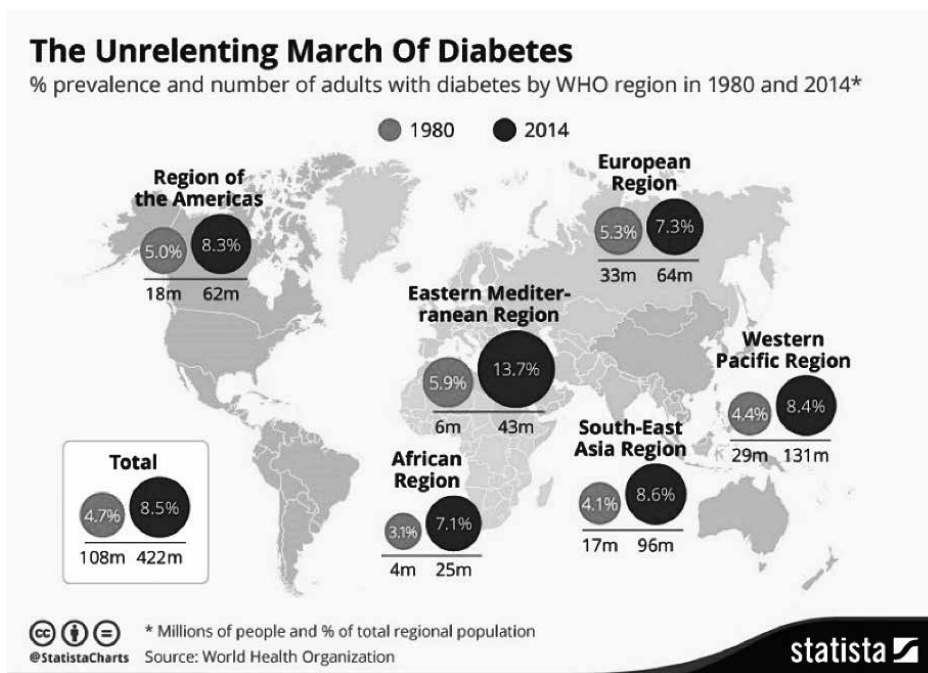 The Unrelenting March Of Diabetes
% prevalence and number of adults with diabetes by WHO region in 1980 and 2014*
1980 2014
Region of
the Americas
5.0% 8.3%
18m 62m
European
Region
5.3% 7.3%
33m 64m
Eastern Mediter-
ranean Region
5.9% 13.7%
6m 43m
Western
Pacific Region
4.4% 8.4%
29m 131m
South-East
Asia Region
4.1% 8.6%
17m 96m
African
Region
3.1% 7.1%
4m 25m
Total
4.7% 8.5%
108m 422m
* Millions of people and % of total regional population
@StatistaCharts Source: World Health Organization
cc
statista